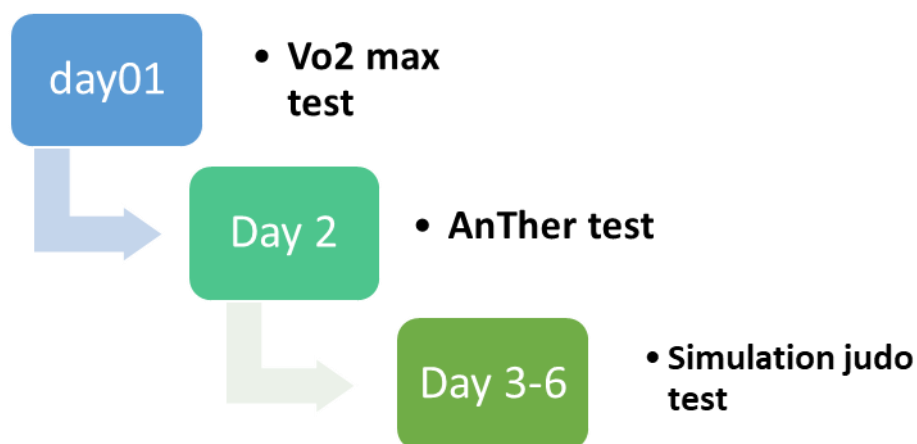 day01
• Vo2 max
test
Day 2
• AnTher test
Day 3-6
• Simulation judo
test